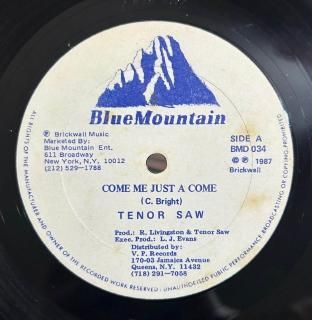 BlueMountain
℗ Brickwall Music
Marketed By:
Blue Mountain Ent.
611 Broadway
New York, N.Y. 10012
(212) 529-1788
SIDE A
BMD 034
© ℗ 1987
Brickwall
COME ME JUST A COME
(C. Bright)
TENOR SAW
Prod.: R. Livingston & Tenor Saw
Exec. Prod.: L. J. Evans
Distributed by:
V. P. Records
170-03 Jamaica Avenue
Queens, N.Y. 11432
(718) 291-7058
ALL RIGHTS OF THE MANUFACTURER AND OWNER OF THE RECORDED WORK RESERVED: UNAUTHORISED PUBLIC PERFORMANCE BROADCASTING OR COPYING PROHIBITED.